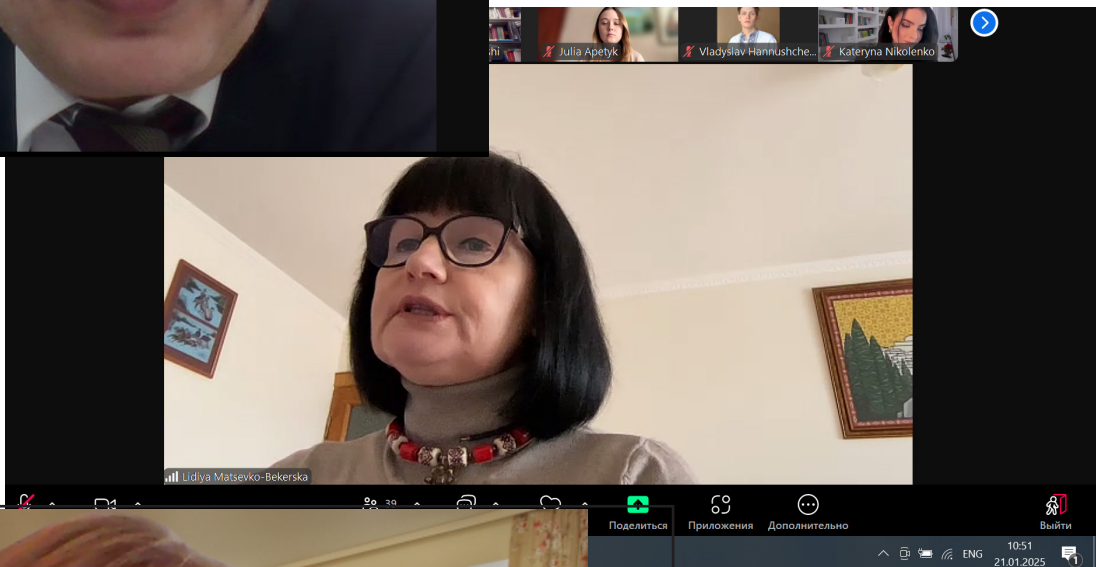 Julia Apetyk
Vladyslav Hannushche...
Kateryna Nikolenko
Lidiya Matsevko-Bekerska
39
Поделиться
Приложения
Дополнительно
Выйти
ENG
10:51
21.01.2025
1